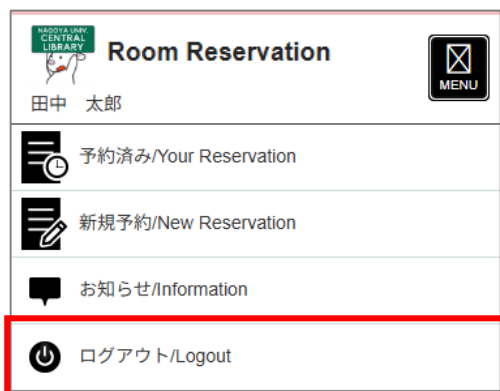 NAGOYA UNIV.
CENTRAL
LIBRARY
Room Reservation
MENU
田中　太郎
予約済み/Your Reservation
新規予約/New Reservation
お知らせ/Information
ログアウト/Logout